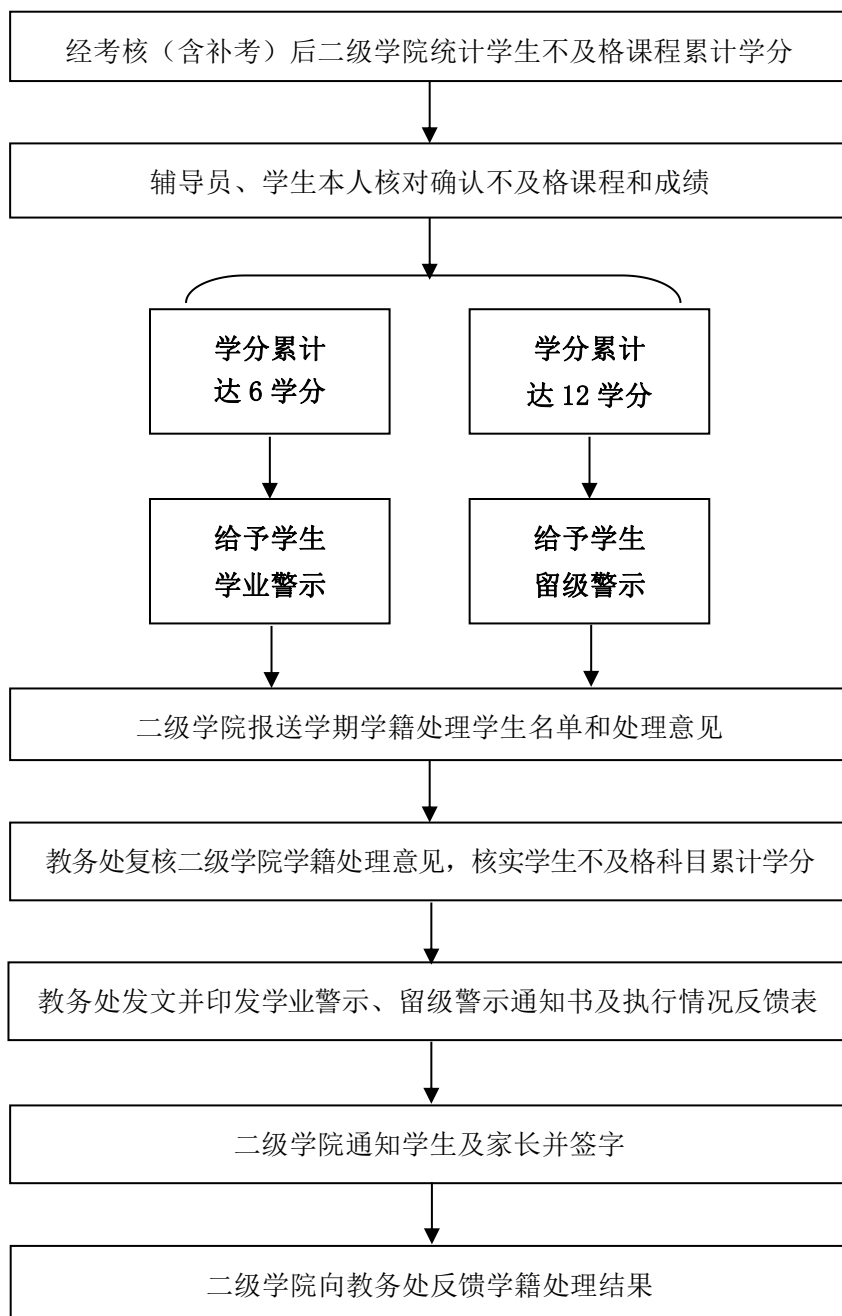 经考核（含补考）后二级学院统计学生不及格课程累计学分
辅导员、学生本人核对确认不及格课程和成绩
学分累计
达 6 学分
学分累计
达 12 学分
给予学生
学业警示
给予学生
留级警示
二级学院报送学期学籍处理学生名单和处理意见
教务处复核二级学院学籍处理意见，核实学生不及格科目累计学分
教务处发文并印发学业警示、留级警示通知书及执行情况反馈表
二级学院通知学生及家长并签字
二级学院向教务处反馈学籍处理结果